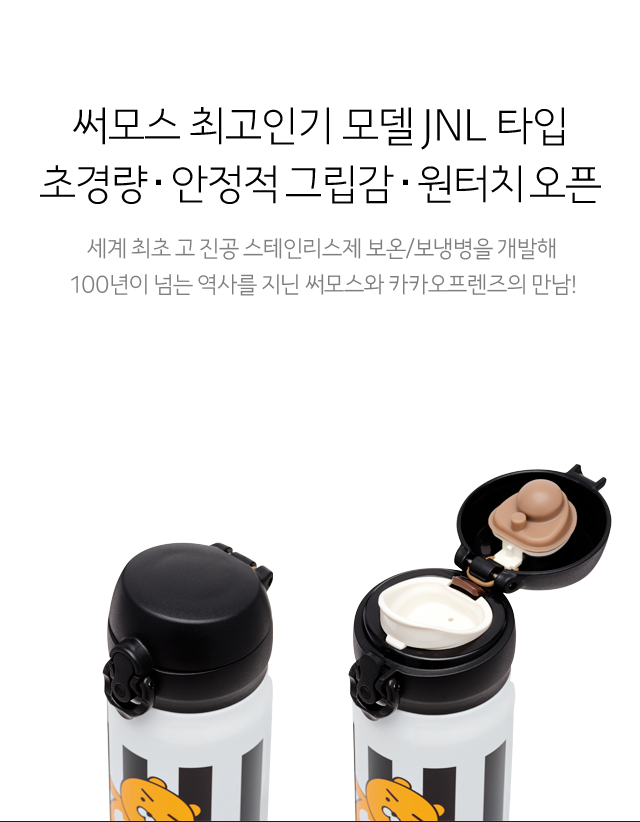 써모스 최고인기 모델 JNL 타입
초경량·안정적 그립감·원터치 오픈
세계 최초 고 진공 스테인리스제 보온/보냉병을 개발해
100년이 넘는 역사를 지닌 써모스와 카카오프렌즈의 만남!